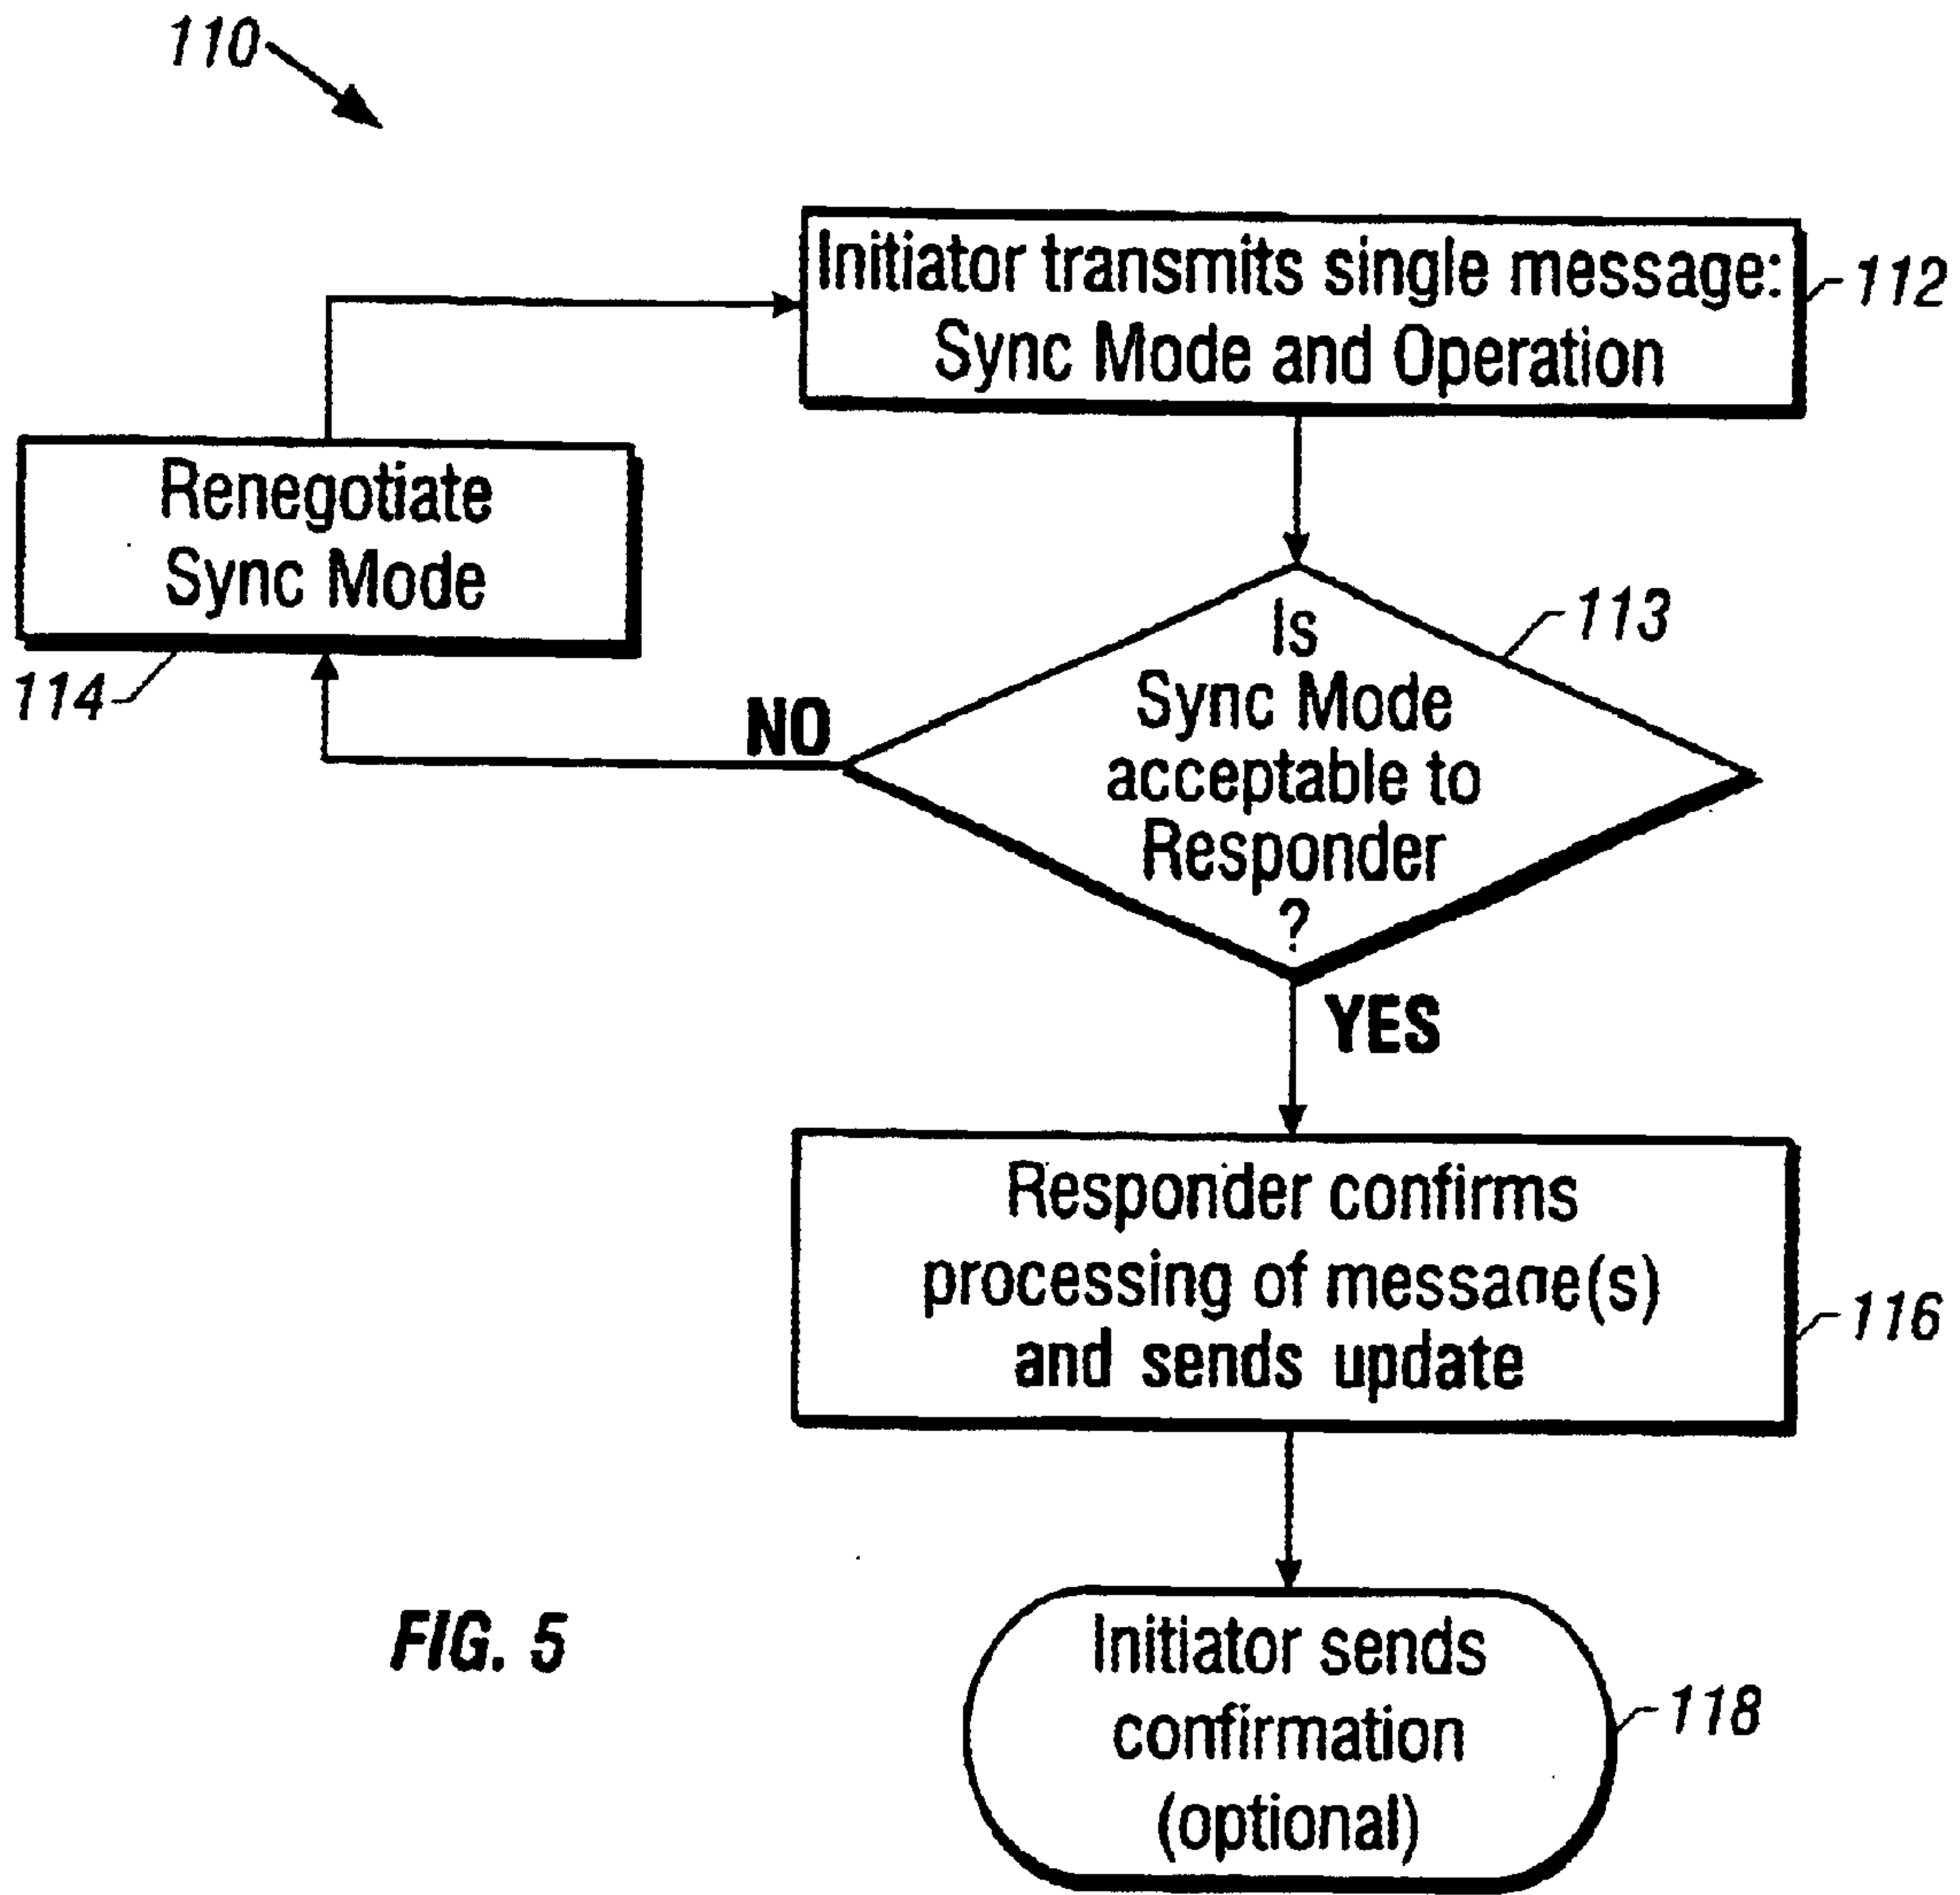 110
Initiator transmits single message:
Sync Mode and Operation
112
Renegotiate
Sync Mode
114
Is
Sync Mode
acceptable to
Responder
?
113
NO
YES
Responder confirms
processing of message(s)
and sends update
116
Initiator sends
confirmation
(optional)
118
FIG. 5